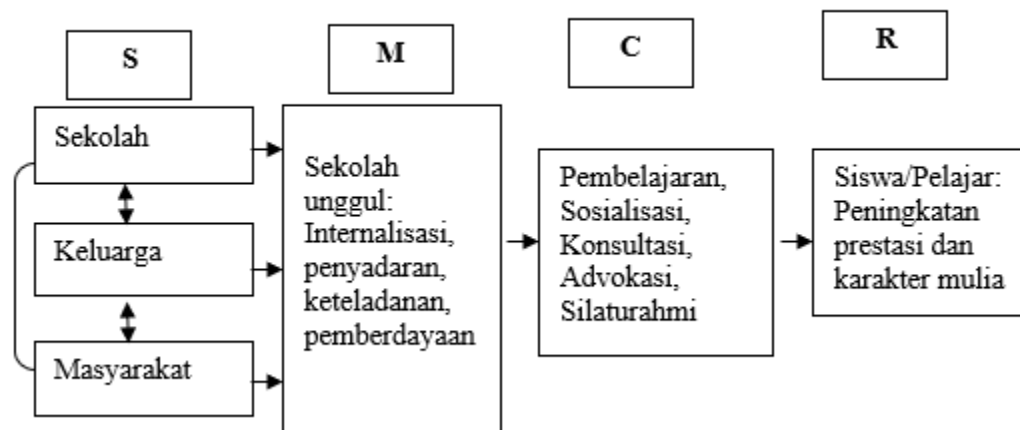 S
M
C
R
Sekolah
Keluarga
Masyarakat
Sekolah
unggul:
Internalisasi,
penyadaran,
keteladanan,
pemberdayaan
Pembelajaran,
Sosialisasi,
Konsultasi,
Advokasi,
Silaturahmi
Siswa/Pelajar:
Peningkatan
prestasi dan
karakter mulia